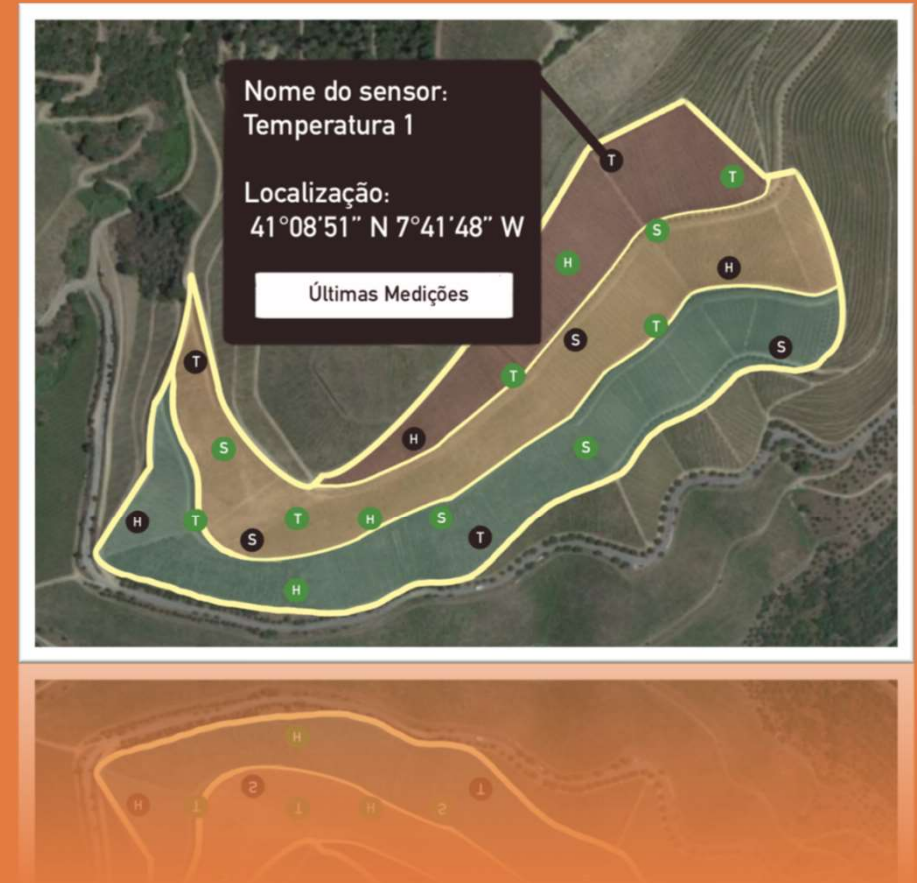 Nome do sensor:
Temperatura 1
Localização:
41°08'51” N 7°41'48” W
Últimas Medições
T
T
S
H
H
T
S
S
T
T
H
S
S
H
T
T
H
S
S
T
H
H
S
T
T
H
S
T